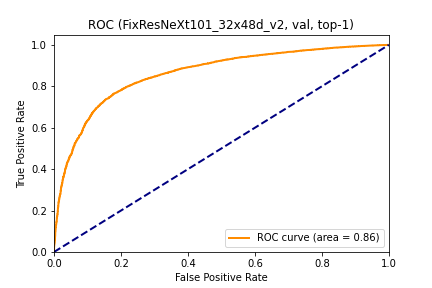 ROC (FixResNeXt101_32x48d_v2, val, top-1)
1.0
0.8
0.6
0.4
0.2
0.0
True Positive Rate
ROC curve (area = 0.86)
0.0 0.2 0.4 0.6 0.8 1.0
False Positive Rate